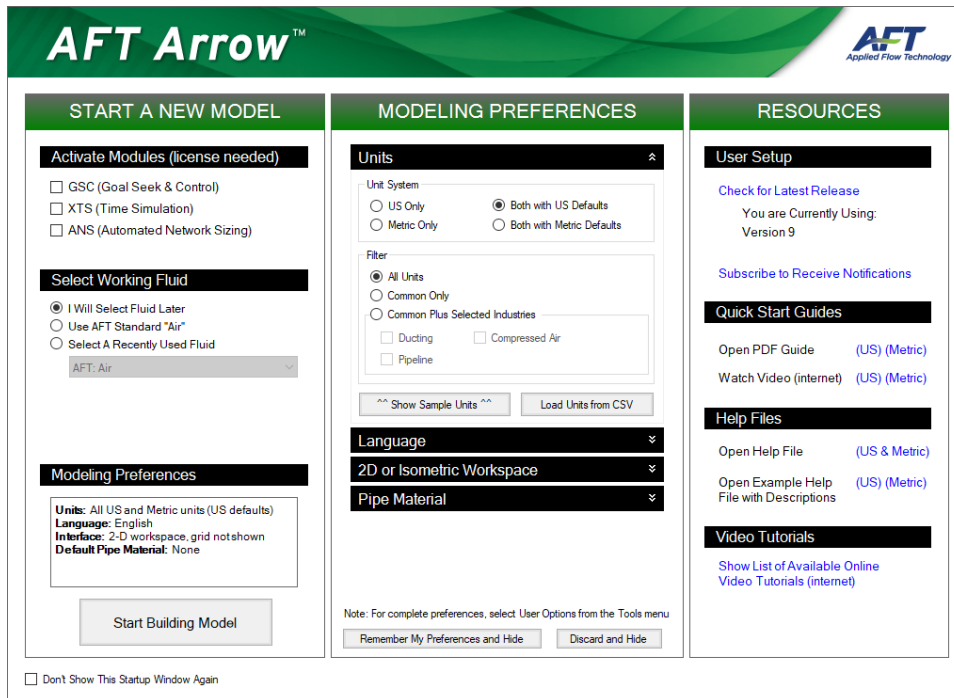 AFT Arrow™
AFT
Applied Flow Technology
START A NEW MODEL
Activate Modules (license needed)
GSC (Goal Seek & Control)
XTS (Time Simulation)
ANS (Automated Network Sizing)
Select Working Fluid
I Will Select Fluid Later
Use AFT Standard "Air"
Select A Recently Used Fluid
AFT: Air
Modeling Preferences
Units: All US and Metric units (US defaults)
Language: English
Interface: 2-D workspace, grid not shown
Default Pipe Material: None
Start Building Model
Don't Show This Startup Window Again
MODELING PREFERENCES
Units
Unit System
US Only
Both with US Defaults
Metric Only
Both with Metric Defaults
Filter
All Units
Common Only
Common Plus Selected Industries
Ducting
Compressed Air
Pipeline
^^ Show Sample Units ^^
Load Units from CSV
Language
2D or Isometric Workspace
Pipe Material
Note: For complete preferences, select User Options from the Tools menu
Remember My Preferences and Hide
Discard and Hide
RESOURCES
User Setup
Check for Latest Release
You are Currently Using:
Version 9
Subscribe to Receive Notifications
Quick Start Guides
Open PDF Guide (US) (Metric)
Watch Video (internet) (US) (Metric)
Help Files
Open Help File (US & Metric)
Open Example Help (US) (Metric)
File with Descriptions
Video Tutorials
Show List of Available Online
Video Tutorials (internet)